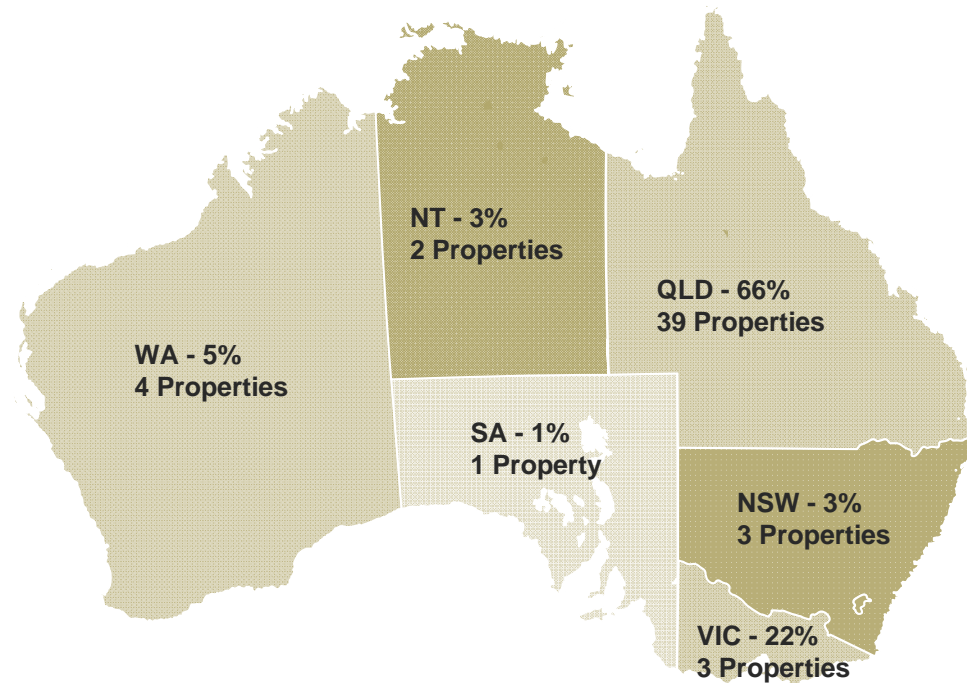 NT - 3%
2 Properties
QLD - 66%
39 Properties
WA - 5%
4 Properties
SA - 1%
1 Property
NSW - 3%
3 Properties
VIC - 22%
3 Properties